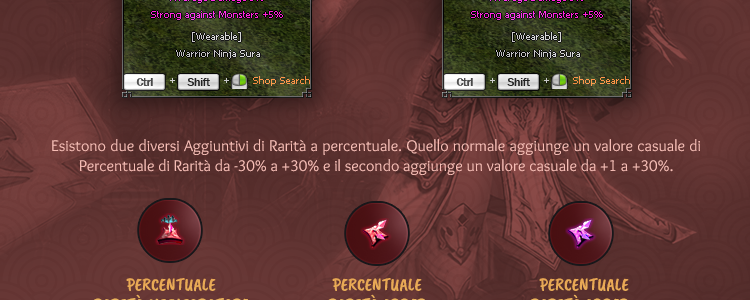 Strong against Monsters +5%
Strong against Monsters +5%
[Wearable]
[Wearable]
Warrior Ninja Sura
Warrior Ninja Sura
Ctrl + Shift + Shop Search
Ctrl + Shift + Shop Search
Esistono due diversi Aggiuntivi di Rarità a percentuale. Quello normale aggiunge un valore casuale di
Percentuale di Rarità da -30% a +30% e il secondo aggiunge un valore casuale da +1 a +30%.
PERCENTUALE
PERCENTUALE
PERCENTUALE